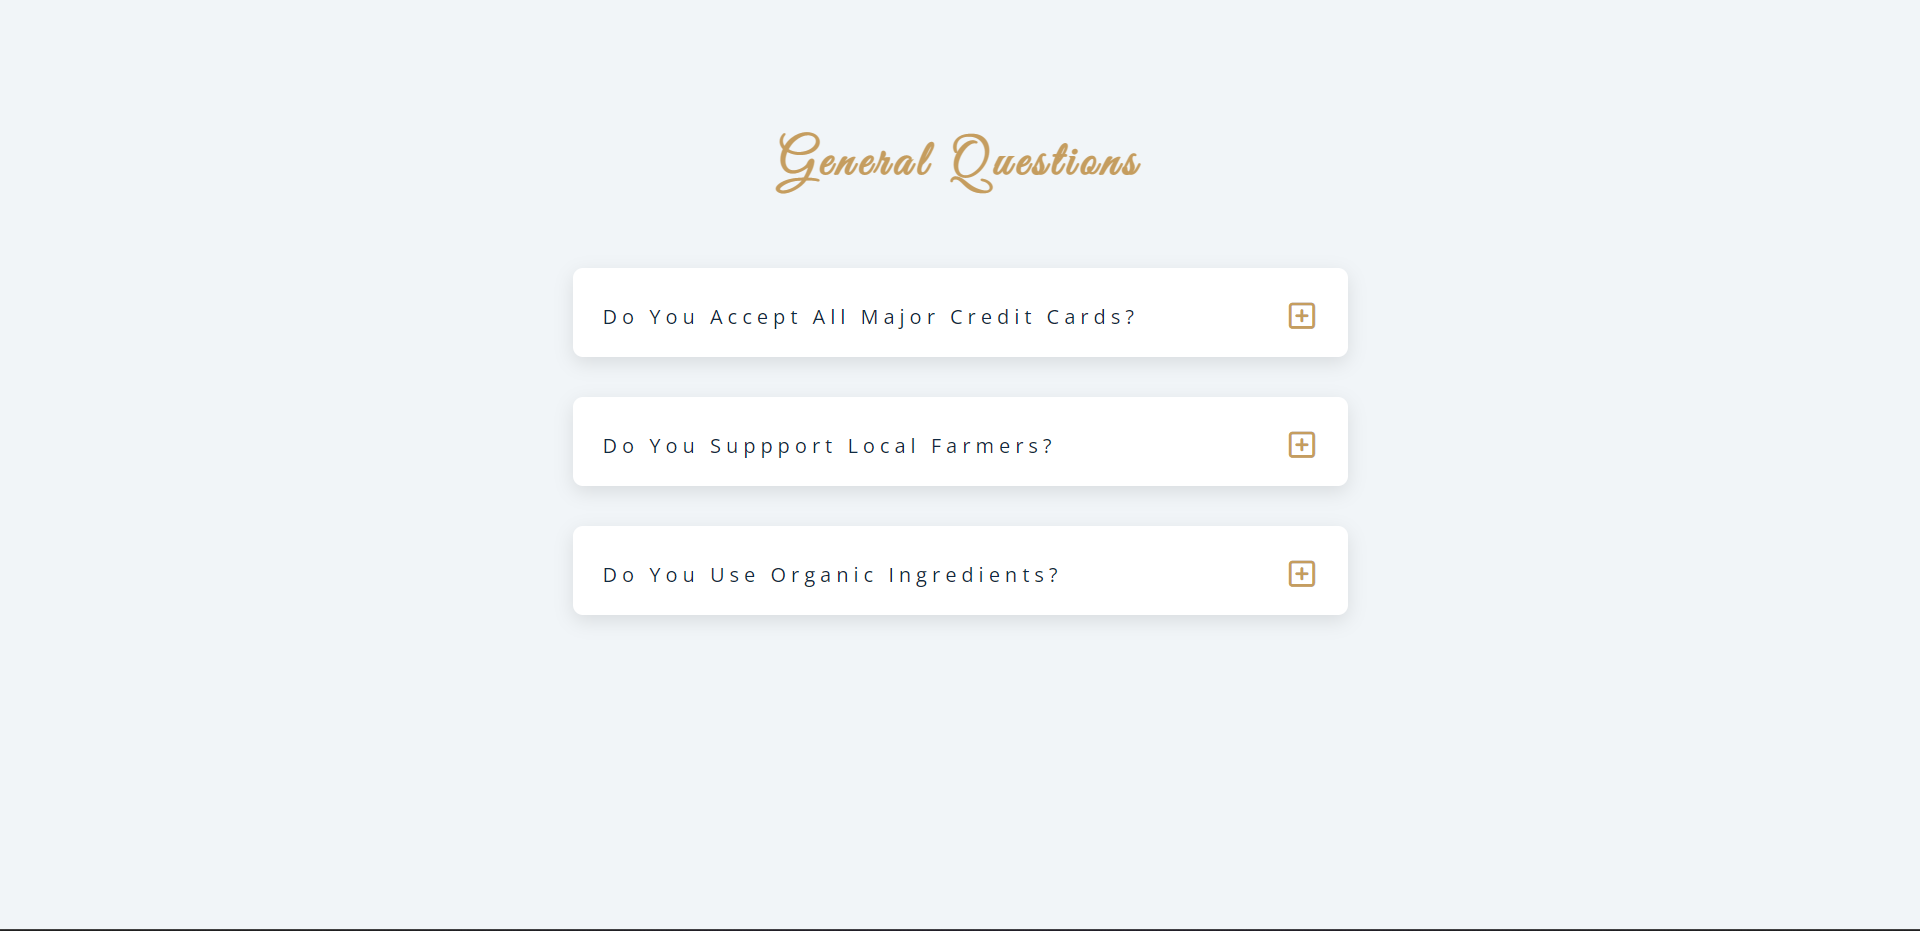 General Questions
Do You Accept All Major Credit Cards?
Do You Suppport Local Farmers?
Do You Use Organic Ingredients?